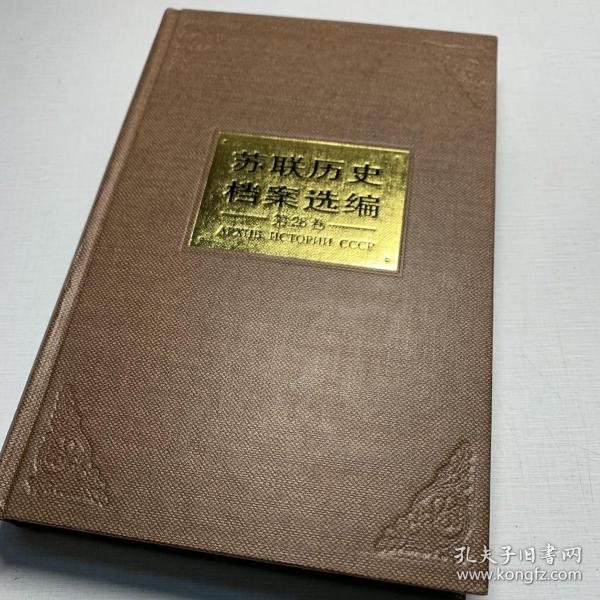 苏联历史
档案选编
第28卷
АРХИВ ИСТОРИИ СССР
孔夫子旧書网
www.kongfz.com